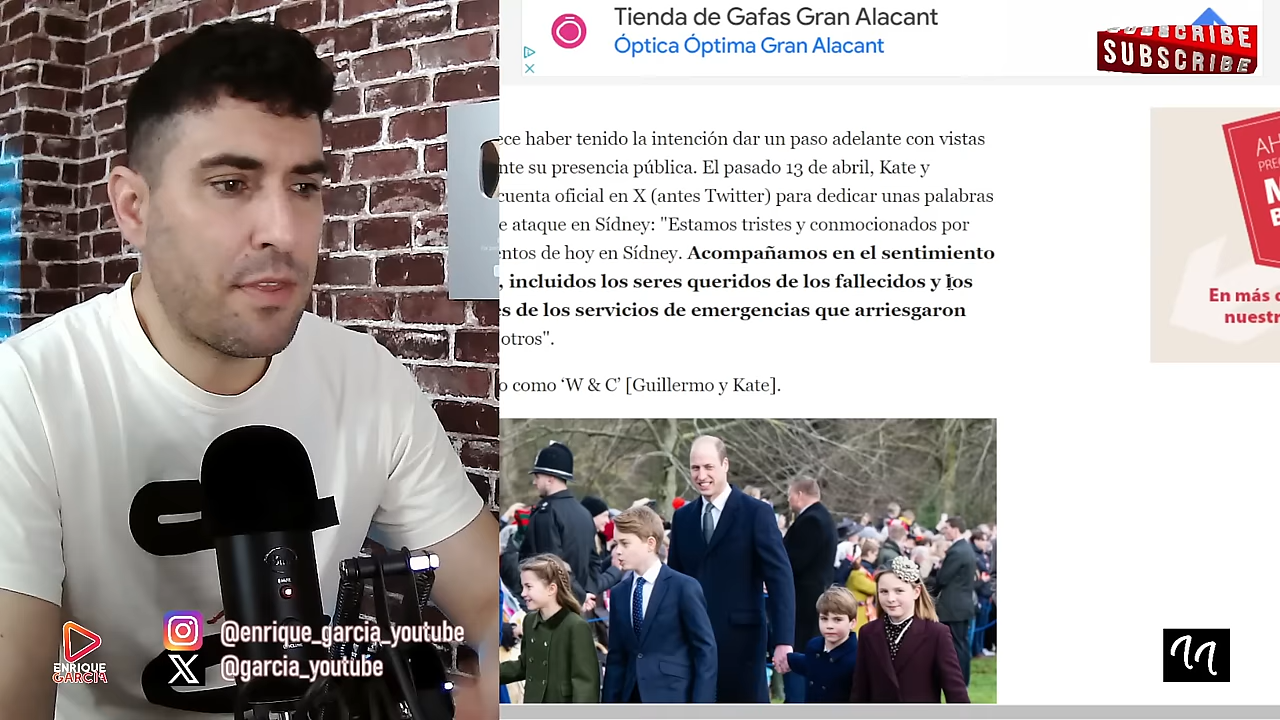 Tienda de Gafas Gran Alacant
Óptica Óptima Gran Alacant
SUBSCRIBE
SUBSCRIBE
ece haber tenido la intención dar un paso adelante con vistas
nte su presencia pública. El pasado 13 de abril, Kate y
cuenta oficial en X (antes Twitter) para dedicar unas palabras
e ataque en Sídney: "Estamos tristes y conmocionados por
entos de hoy en Sídney. Acompañamos en el sentimiento
, incluidos los seres queridos de los fallecidos y los
es de los servicios de emergencias que arriesgaron
otros".
o como ‘W & C’ [Guillermo y Kate].
AH
En más d
nuestr
@enrique_garcia_youtube
@garcia_youtube
ENRIQUE
GARCIA